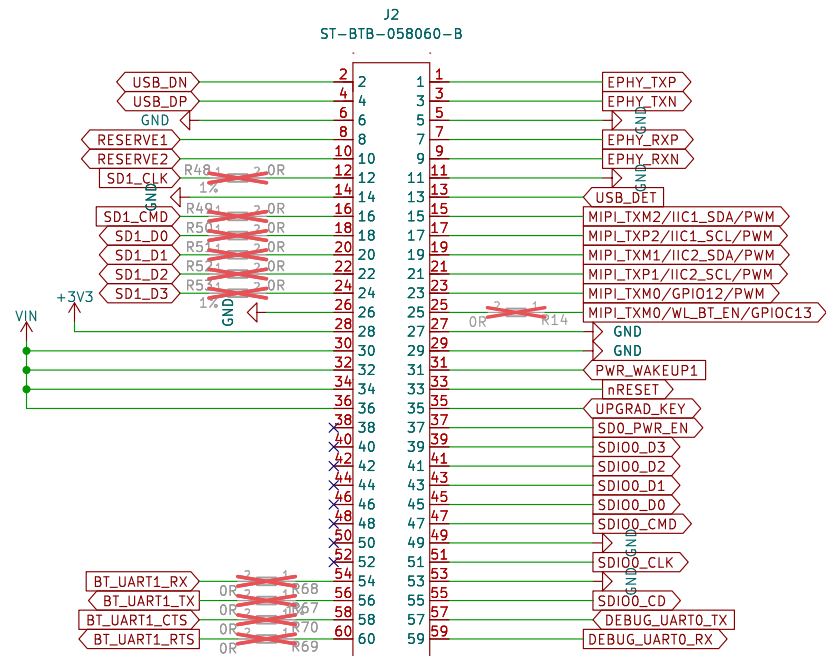 J2
ST-BTB-058060-B
USB_DN 2 2 1 1 EPHY_TXP
USB_DP 4 4 3 3 EPHY_TXN
GND 6 6 5 5 GND
RESERVE1 8 8 7 7 EPHY_RXP
RESERVE2 10 10 9 9 EPHY_RXN
SD1_CLK R48 1 2 0R 1% 12 12 11 11 GND
GND 14 14 13 13 USB_DET
SD1_CMD R49 1 2 0R 16 16 15 15 MIPI_TXM2/IIC1_SDA/PWM
SD1_D0 R50 1 2 0R 18 18 17 17 MIPI_TXP2/IIC1_SCL/PWM
SD1_D1 R51 1 2 0R 20 20 19 19 MIPI_TXM1/IIC2_SDA/PWM
SD1_D2 R52 1 2 0R 22 22 21 21 MIPI_TXP1/IIC2_SCL/PWM
SD1_D3 R53 1 2 0R 1% 24 24 23 23 MIPI_TXM0/GPIO12/PWM
GND 26 26 25 25 2 1 0R R14 MIPI_TXM0/WL_BT_EN/GPIOC13
+3V3 28 28 27 27 GND
VIN 30 30 29 29 GND
32 32 31 31 PWR_WAKEUP1
34 34 33 33 nRESET
36 36 35 35 UPGRAD_KEY
38 38 37 37 SD0_PWR_EN
40 40 39 39 SDIO0_D3
42 42 41 41 SDIO0_D2
44 44 43 43 SDIO0_D1
46 46 45 45 SDIO0_D0
48 48 47 47 SDIO0_CMD
50 50 49 49 GND
52 52 51 51 SDIO0_CLK
BT_UART1_RX 2 1 0R R68 54 54 53 53 GND
BT_UART1_TX 2 1 0R R67 56 56 55 55 SDIO0_CD
BT_UART1_CTS 2 1 0R R70 58 58 57 57 DEBUG_UART0_TX
BT_UART1_RTS 2 1 0R R69 60 60 59 59 DEBUG_UART0_RX